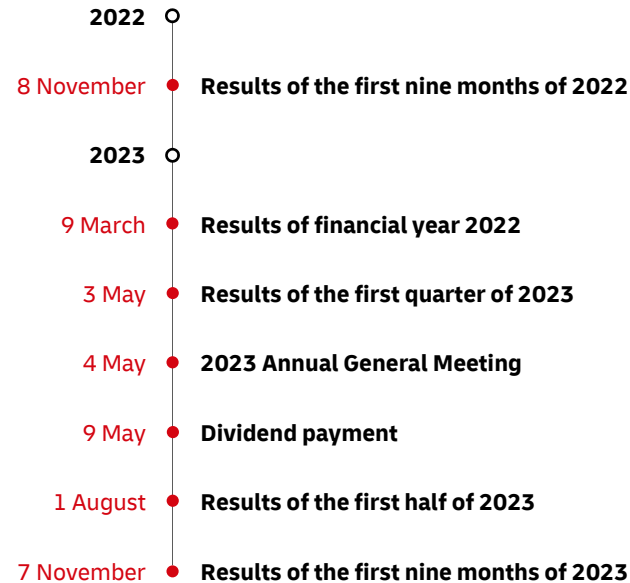 2022
8 November Results of the first nine months of 2022
2023
9 March Results of financial year 2022
3 May Results of the first quarter of 2023
4 May 2023 Annual General Meeting
9 May Dividend payment
1 August Results of the first half of 2023
7 November Results of the first nine months of 2023